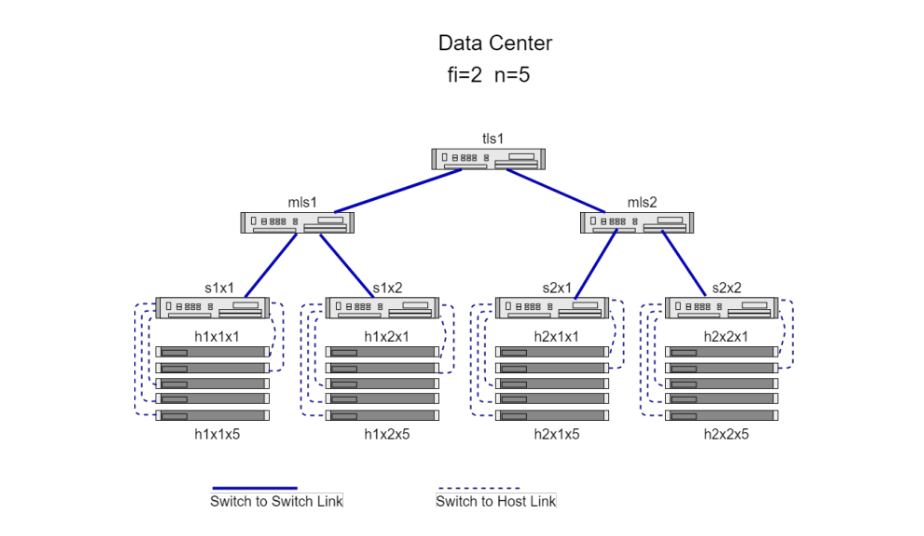 Data Center
fi=2 n=5
tls1
mls1 mls2
s1x1 s1x2 s2x1 s2x2
h1x1x1 h1x2x1 h2x1x1 h2x2x1
h1x1x5 h1x2x5 h2x1x5 h2x2x5
Switch to Switch Link Switch to Host Link